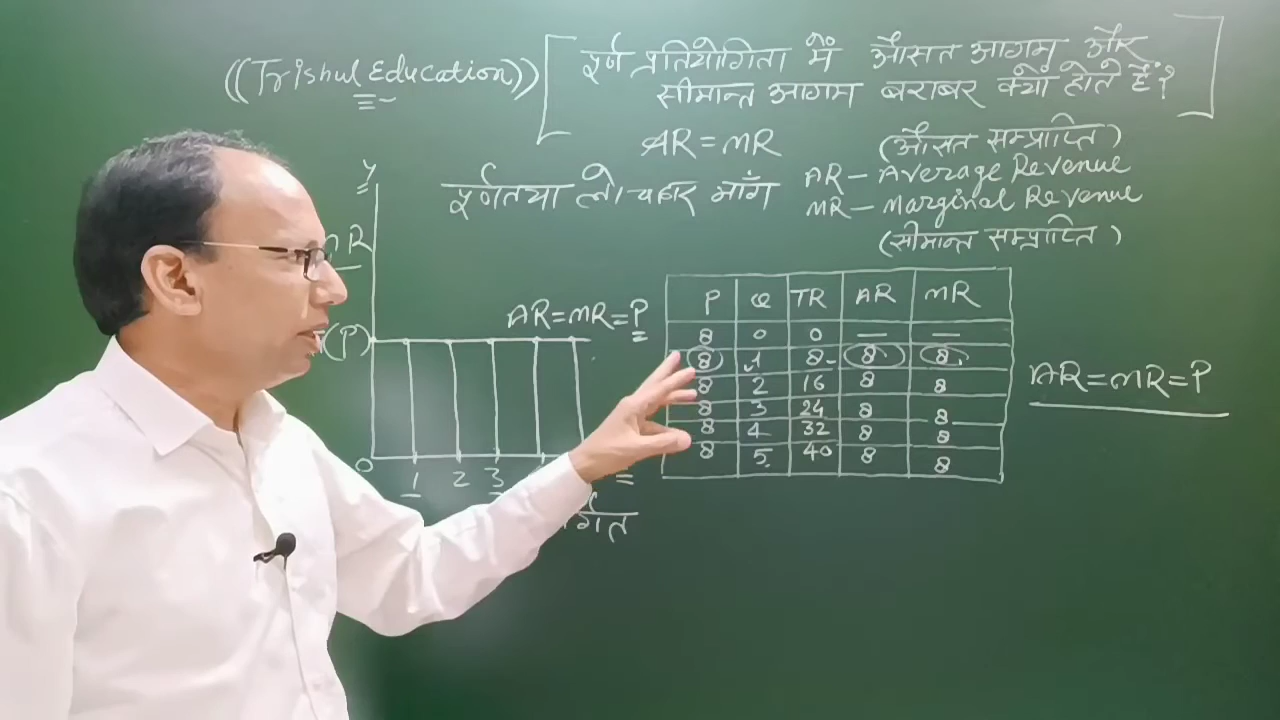 ((Trishul Education))
पूर्ण प्रतियोगिता में औसत आगम और
सीमान्त आगम बराबर क्यों होते हैं?
AR=MR
(औसत सम्प्राप्ति)
पूर्णतया लोचदार माँग
AR – Average Revenue
MR – Marginal Revenue
(सीमान्त सम्प्राप्ति)
Y
R
(P)
AR=MR=P
0 1 2 3
P Q TR AR MR
8 0 0 — —
8 1 8 8 8
8 2 16 8 8
8 3 24 8 8
8 4 32 8 8
8 5 40 8 8
AR=MR=P